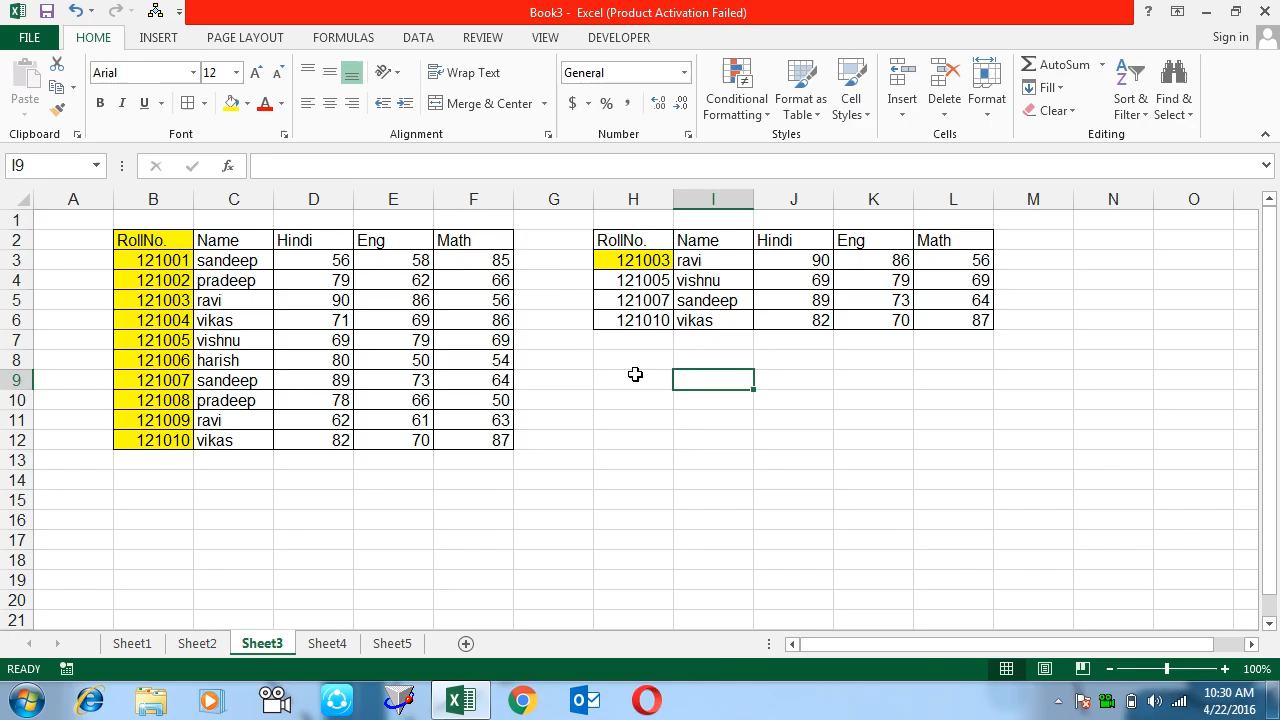 Book3 - Excel (Product Activation Failed)
FILE HOME INSERT PAGE LAYOUT FORMULAS DATA REVIEW VIEW DEVELOPER Sign in
Paste
Arial 12
B I U A
Wrap Text
Merge & Center
General
$ % ,
Conditional Formatting
Format as Table
Cell Styles
Insert Delete Format
AutoSum
Fill
Clear
Sort & Filter
Find & Select
Clipboard Font Alignment Number Styles Cells Editing
I9 fx
A B C D E F G H I J K L M N O
1
2 RollNo. Name Hindi Eng Math RollNo. Name Hindi Eng Math
3 121001 sandeep 56 58 85 121003 ravi 90 86 56
4 121002 pradeep 79 62 66 121005 vishnu 69 79 69
5 121003 ravi 90 86 56 121007 sandeep 89 73 64
6 121004 vikas 71 69 86 121010 vikas 82 70 87
7 121005 vishnu 69 79 69
8 121006 harish 80 50 54
9 121007 sandeep 89 73 64
10 121008 pradeep 78 66 50
11 121009 ravi 62 61 63
12 121010 vikas 82 70 87
13
14
15
16
17
18
19
20
21
Sheet1 Sheet2 Sheet3 Sheet4 Sheet5
READY 100%
10:30 AM
4/22/2016